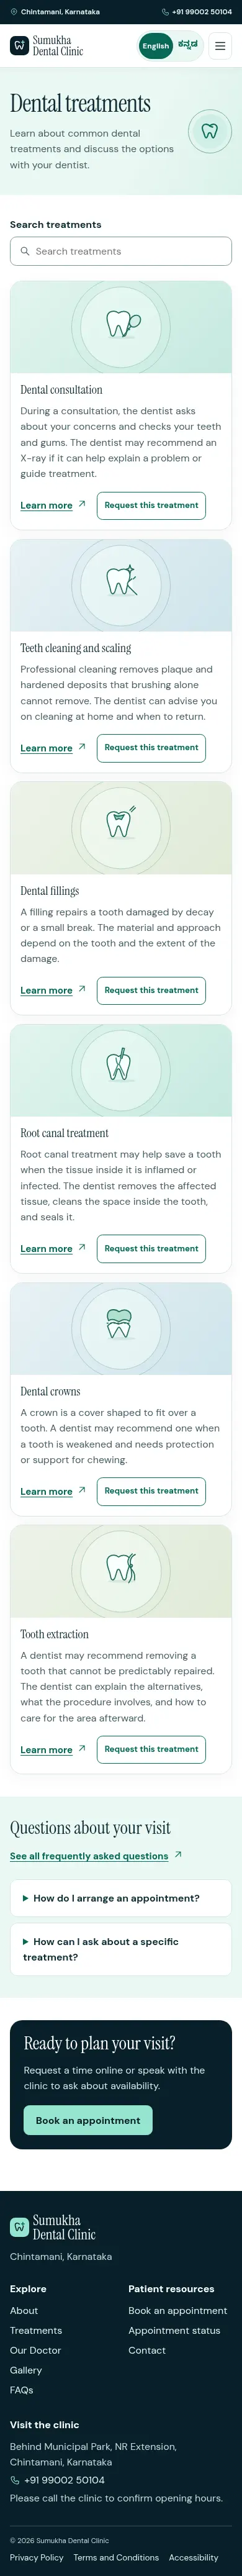 Chintamani, Karnataka
+91 99002 50104
Sumukha
Dental Clinic
English
ಕನ್ನಡ
Dental treatments
Learn about common dental
treatments and discuss the options
with your dentist.
Search treatments
Search treatments
Dental consultation
During a consultation, the dentist asks
about your concerns and checks your teeth
and gums. The dentist may recommend an
X-ray if it can help explain a problem or
guide treatment.
Learn more
Request this treatment
Teeth cleaning and scaling
Professional cleaning removes plaque and
hardened deposits that brushing alone
cannot remove. The dentist can advise you
on cleaning at home and when to return.
Learn more
Request this treatment
Dental fillings
A filling repairs a tooth damaged by decay
or a small break. The material and approach
depend on the tooth and the extent of the
damage.
Learn more
Request this treatment
Root canal treatment
Root canal treatment may help save a tooth
when the tissue inside it is inflamed or
infected. The dentist removes the affected
tissue, cleans the space inside the tooth,
and seals it.
Learn more
Request this treatment
Dental crowns
A crown is a cover shaped to fit over a
tooth. A dentist may recommend one when
a tooth is weakened and needs protection
or support for chewing.
Learn more
Request this treatment
Tooth extraction
A dentist may recommend removing a
tooth that cannot be predictably repaired.
The dentist can explain the alternatives,
what the procedure involves, and how to
care for the area afterward.
Learn more
Request this treatment
Questions about your visit
See all frequently asked questions
How do I arrange an appointment?
How can I ask about a specific
treatment?
Ready to plan your visit?
Request a time online or speak with the
clinic to ask about availability.
Book an appointment
Sumukha
Dental Clinic
Chintamani, Karnataka
Explore
About
Treatments
Our Doctor
Gallery
FAQs
Patient resources
Book an appointment
Appointment status
Contact
Visit the clinic
Behind Municipal Park, NR Extension,
Chintamani, Karnataka
+91 99002 50104
Please call the clinic to confirm opening hours.
© 2026 Sumukha Dental Clinic
Privacy Policy
Terms and Conditions
Accessibility